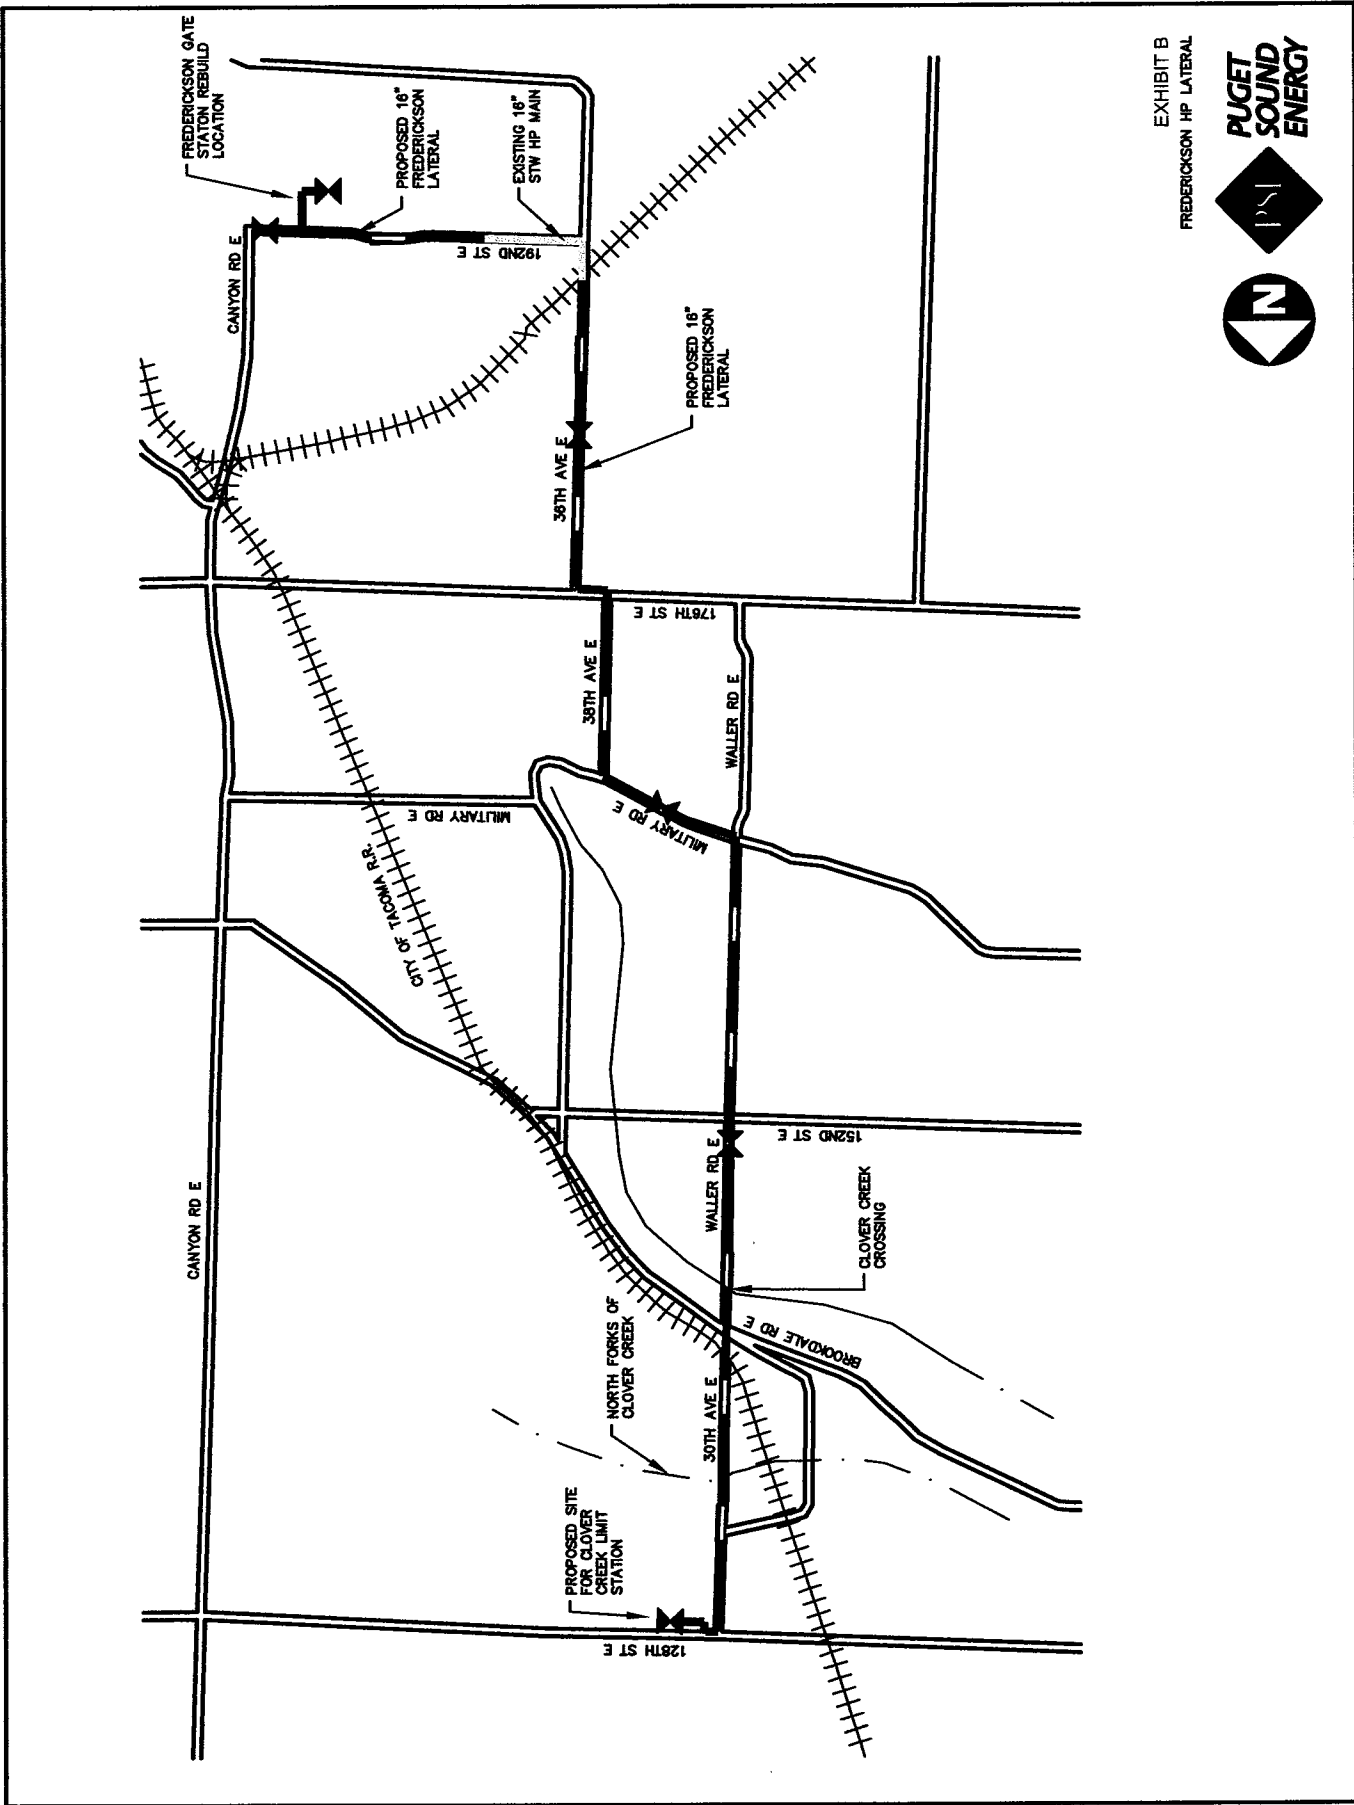 FREDERICKSON GATE
STATON REBUILD
LOCATION
CANYON RD E
PROPOSED 16"
FREDERICKSON
LATERAL
EXISTING 16"
STW HP MAIN
192ND ST E
PROPOSED 16"
FREDERICKSON
LATERAL
36TH AVE E
176TH ST E
38TH AVE E
WALLER RD E
MILITARY RD E
MILITARY RD E
CITY OF TACOMA R.R.
CANYON RD E
152ND ST E
WALLER RD E
CLOVER CREEK
CROSSING
BROOKDALE RD E
NORTH FORKS OF
CLOVER CREEK
30TH AVE E
PROPOSED SITE
FOR CLOVER
CREEK LIMIT
STATION
128TH ST E
EXHIBIT B
FREDERICKSON HP LATERAL
PUGET
SOUND
ENERGY
PSE
N